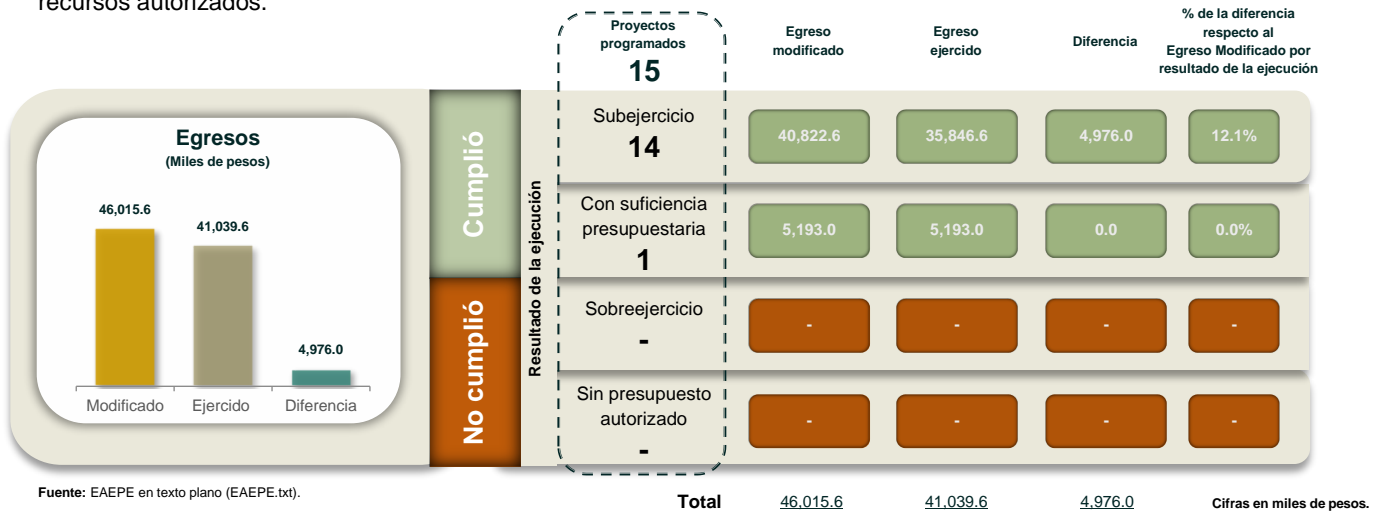 recursos autorizados.
Proyectos
programados
15
Egreso
modificado
Egreso
ejercido
Diferencia
% de la diferencia
respecto al
Egreso Modificado por
resultado de la ejecución
Egresos
(Miles de pesos)
46,015.6
41,039.6
4,976.0
Modificado Ejercido Diferencia
Cumplió
No cumplió
Resultado de la ejecución
Subejercicio
14
40,822.6 35,846.6 4,976.0 12.1%
Con suficiencia
presupuestaria
1
5,193.0 5,193.0 0.0 0.0%
Sobreejercicio
-
- - - -
Sin presupuesto
autorizado
-
- - - -
Fuente: EAEPE en texto plano (EAEPE.txt).
Total 46,015.6 41,039.6 4,976.0 Cifras en miles de pesos.